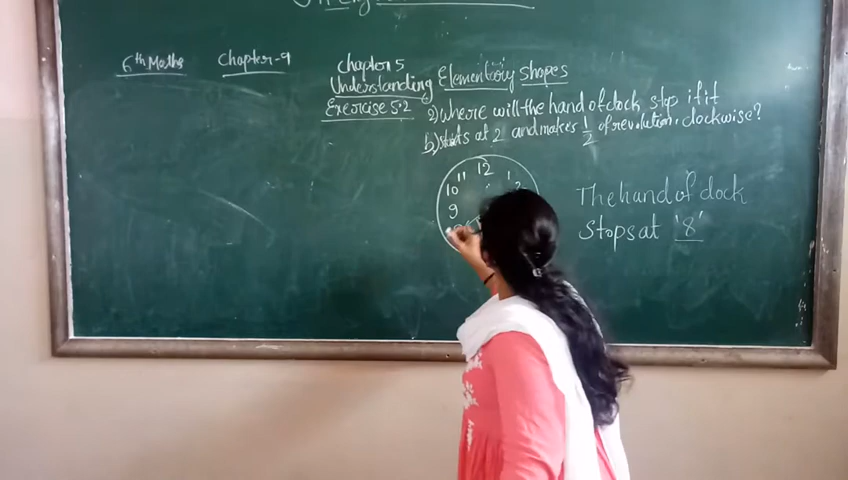 6th Maths
Chapter-9
Chapter 5
Understanding Elementary Shapes
Exercise 5.2
2) Where will the hand of clock stop if it
b) starts at 2 and makes 1/2 of revolution, clockwise?
12
11
1
10
2
9
The hand of clock
Stops at '8'